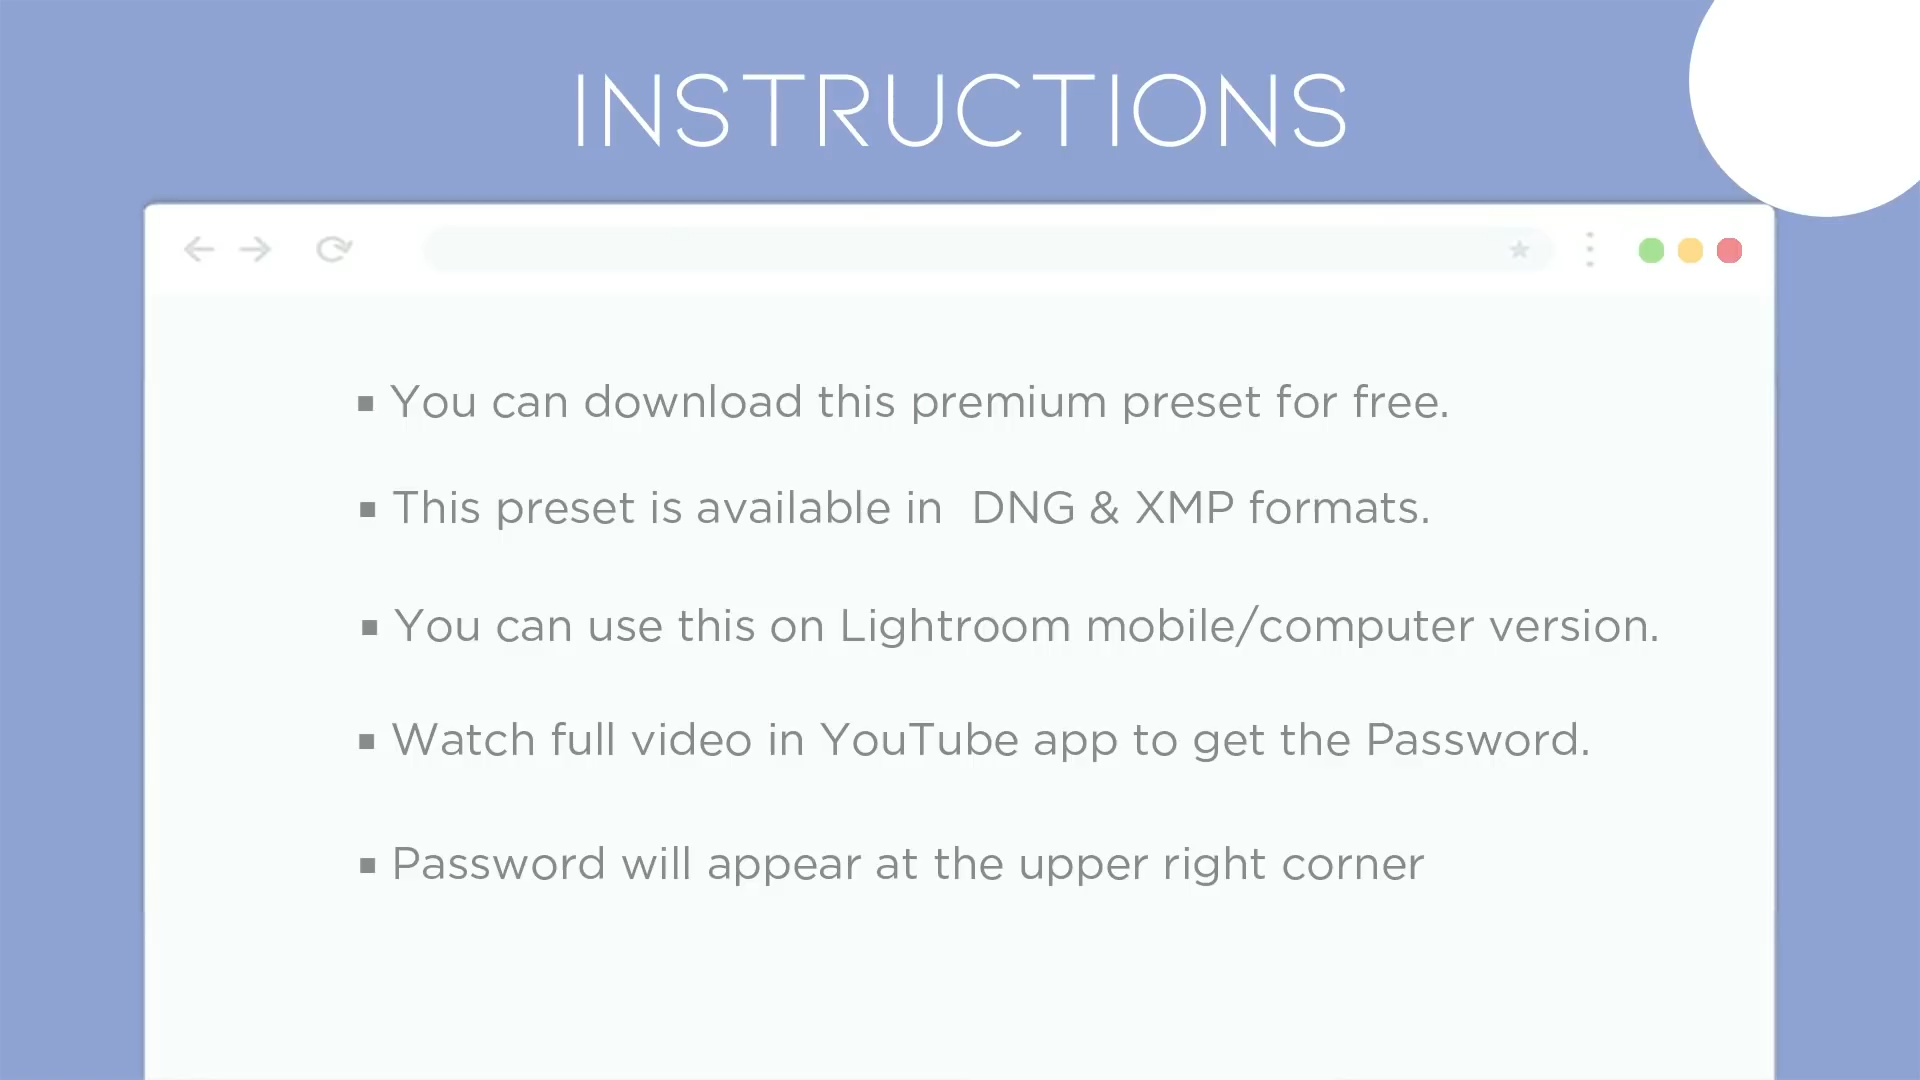 INSTRUCTIONS
▪ You can download this premium preset for free.
▪ This preset is available in  DNG & XMP formats.
▪ You can use this on Lightroom mobile/computer version.
▪ Watch full video in YouTube app to get the Password.
▪ Password will appear at the upper right corner